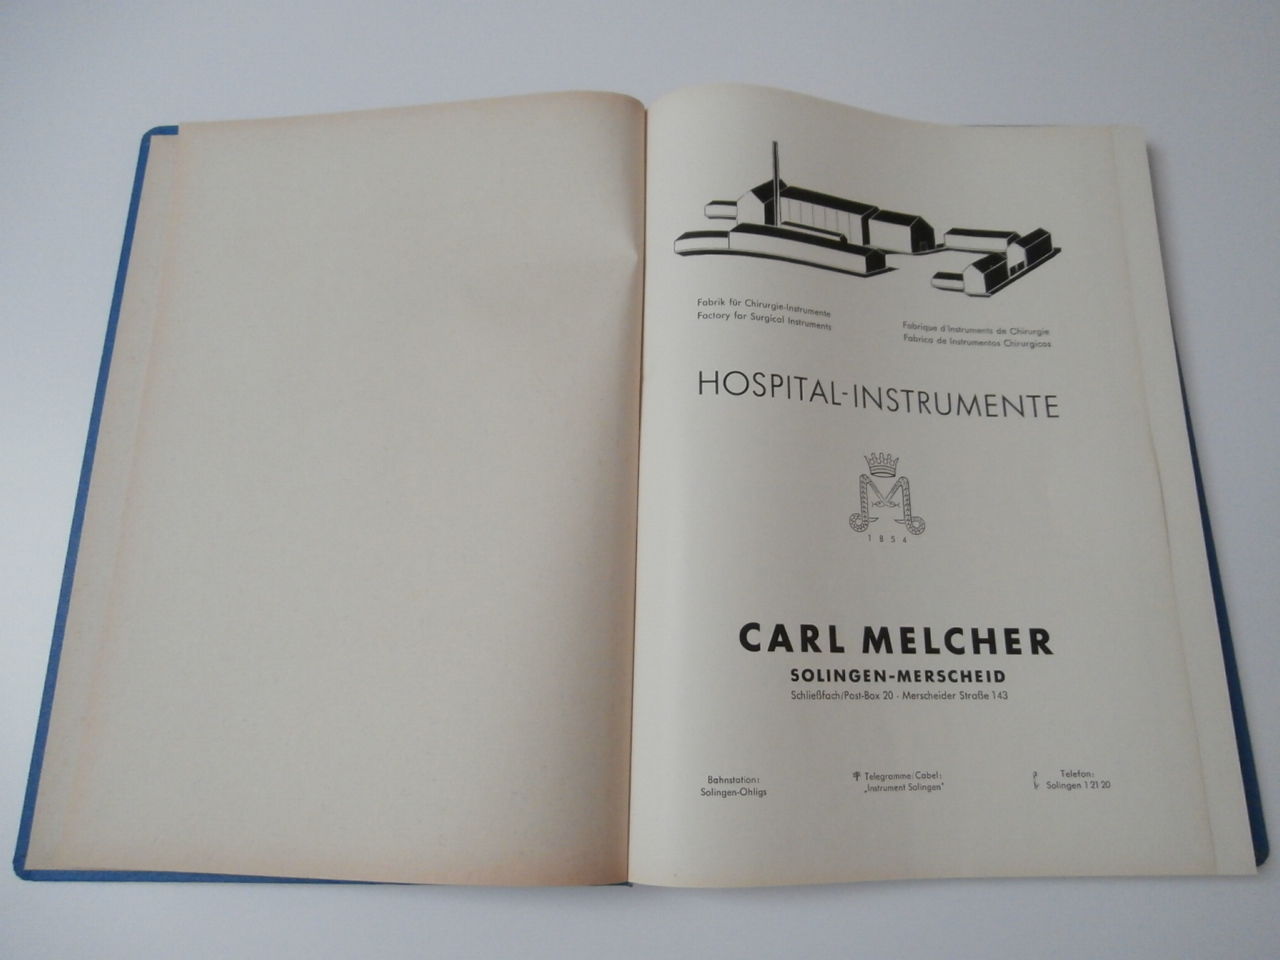 Fabrik für Chirurgie-Instrumente
Factory for Surgical Instruments
Fabrique d'Instruments de Chirurgie
Fabrica de Instrumentos Chirurgicos
HOSPITAL-INSTRUMENTE
M
1854
CARL MELCHER
SOLINGEN-MERSCHEID
Schließfach/Post-Box 20 · Merscheider Straße 143
Bahnstation:
Solingen-Ohligs
Telegramme/Cabel:
„Instrument Solingen"
Telefon:
Solingen 1 21 20